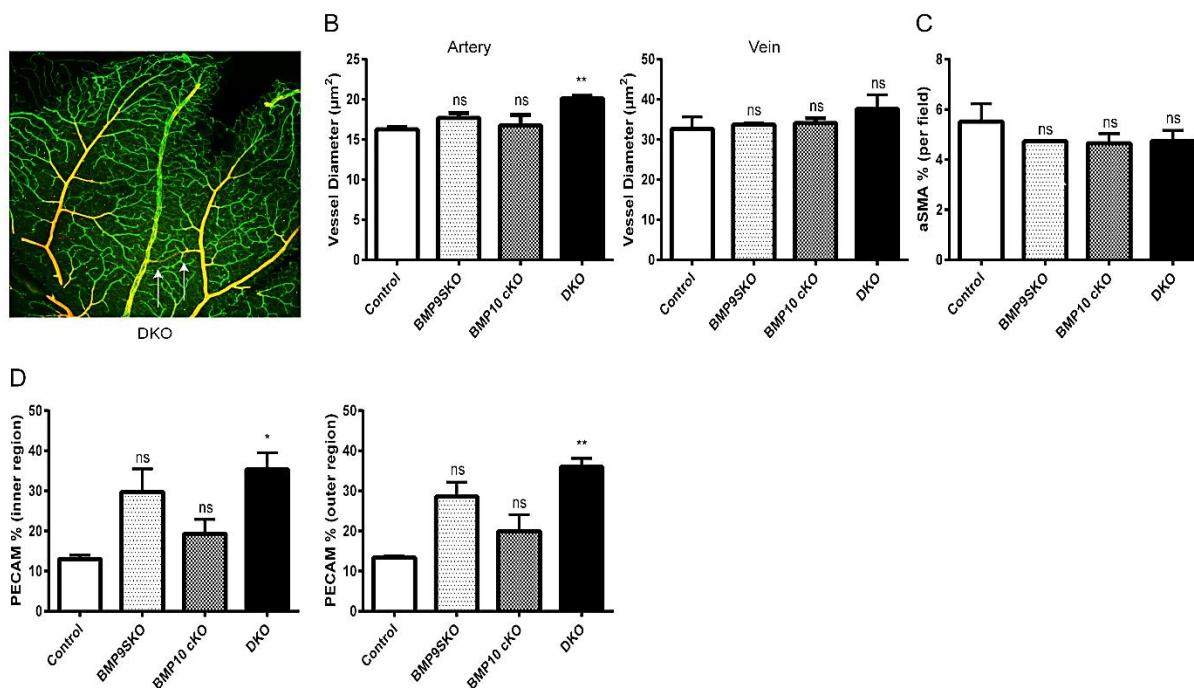 DKO
B
Artery
Vessel Diameter (µm²)
25
20
15
10
5
0
ns
ns
**
Control
BMP9SKO
BMP10 cKO
DKO
Vein
Vessel Diameter (µm²)
50
40
30
20
10
0
ns
ns
ns
Control
BMP9SKO
BMP10 cKO
DKO
C
aSMA % (per field)
8
6
4
2
0
ns
ns
ns
Control
BMP9SKO
BMP10 cKO
DKO
D
PECAM % (inner region)
50
40
30
20
10
0
ns
ns
*
Control
BMP9SKO
BMP10 cKO
DKO
PECAM % (outer region)
50
40
30
20
10
0
ns
ns
**
Control
BMP9SKO
BMP10 cKO
DKO